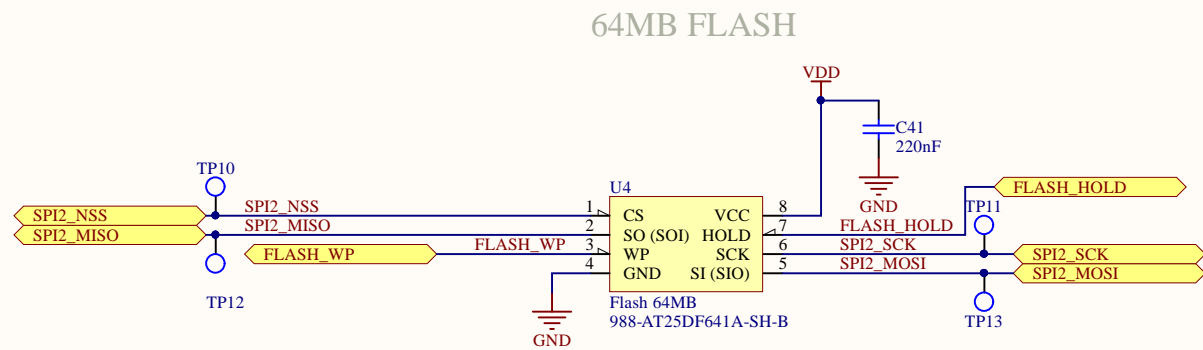 64MB FLASH
VDD
C41
220nF
GND
TP10
U4
SPI2_NSS
SPI2_NSS
1
CS
VCC
8
FLASH_HOLD
TP11
SPI2_MISO
SPI2_MISO
2
SO (SOI)
HOLD
7
FLASH_HOLD
FLASH_WP
FLASH_WP
3
WP
SCK
6
SPI2_SCK
SPI2_SCK
4
GND
SI (SIO)
5
SPI2_MOSI
SPI2_MOSI
TP12
Flash 64MB
988-AT25DF641A-SH-B
TP13
GND